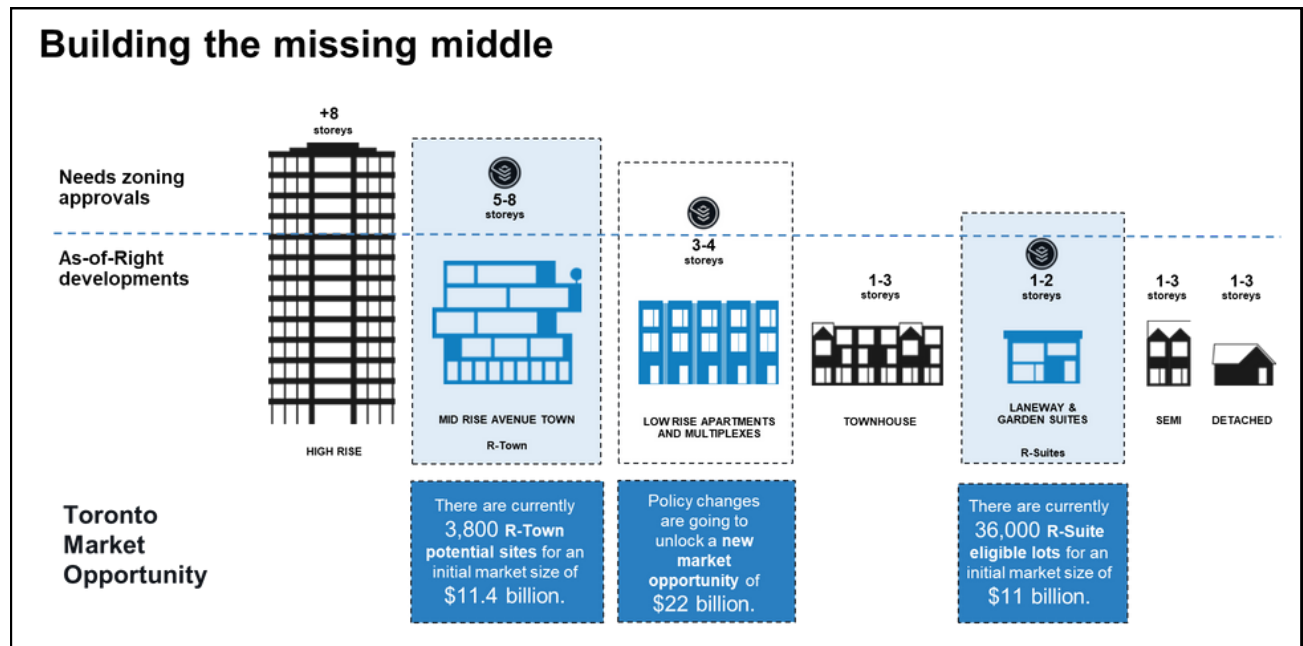 Building the missing middle
+8
storeys
Needs zoning
approvals
5-8
storeys
3-4
storeys
As-of-Right
developments
1-3
storeys
1-2
storeys
1-3
storeys
1-3
storeys
HIGH RISE
MID RISE AVENUE TOWN
R-Town
LOW RISE APARTMENTS
AND MULTIPLEXES
TOWNHOUSE
LANEWAY &
GARDEN SUITES
R-Suites
SEMI
DETACHED
Toronto
Market
Opportunity
There are currently
3,800 R-Town
potential sites for an
initial market size of
$11.4 billion.
Policy changes
are going to
unlock a new
market
opportunity of
$22 billion.
There are currently
36,000 R-Suite
eligible lots for an
initial market size of
$11 billion.